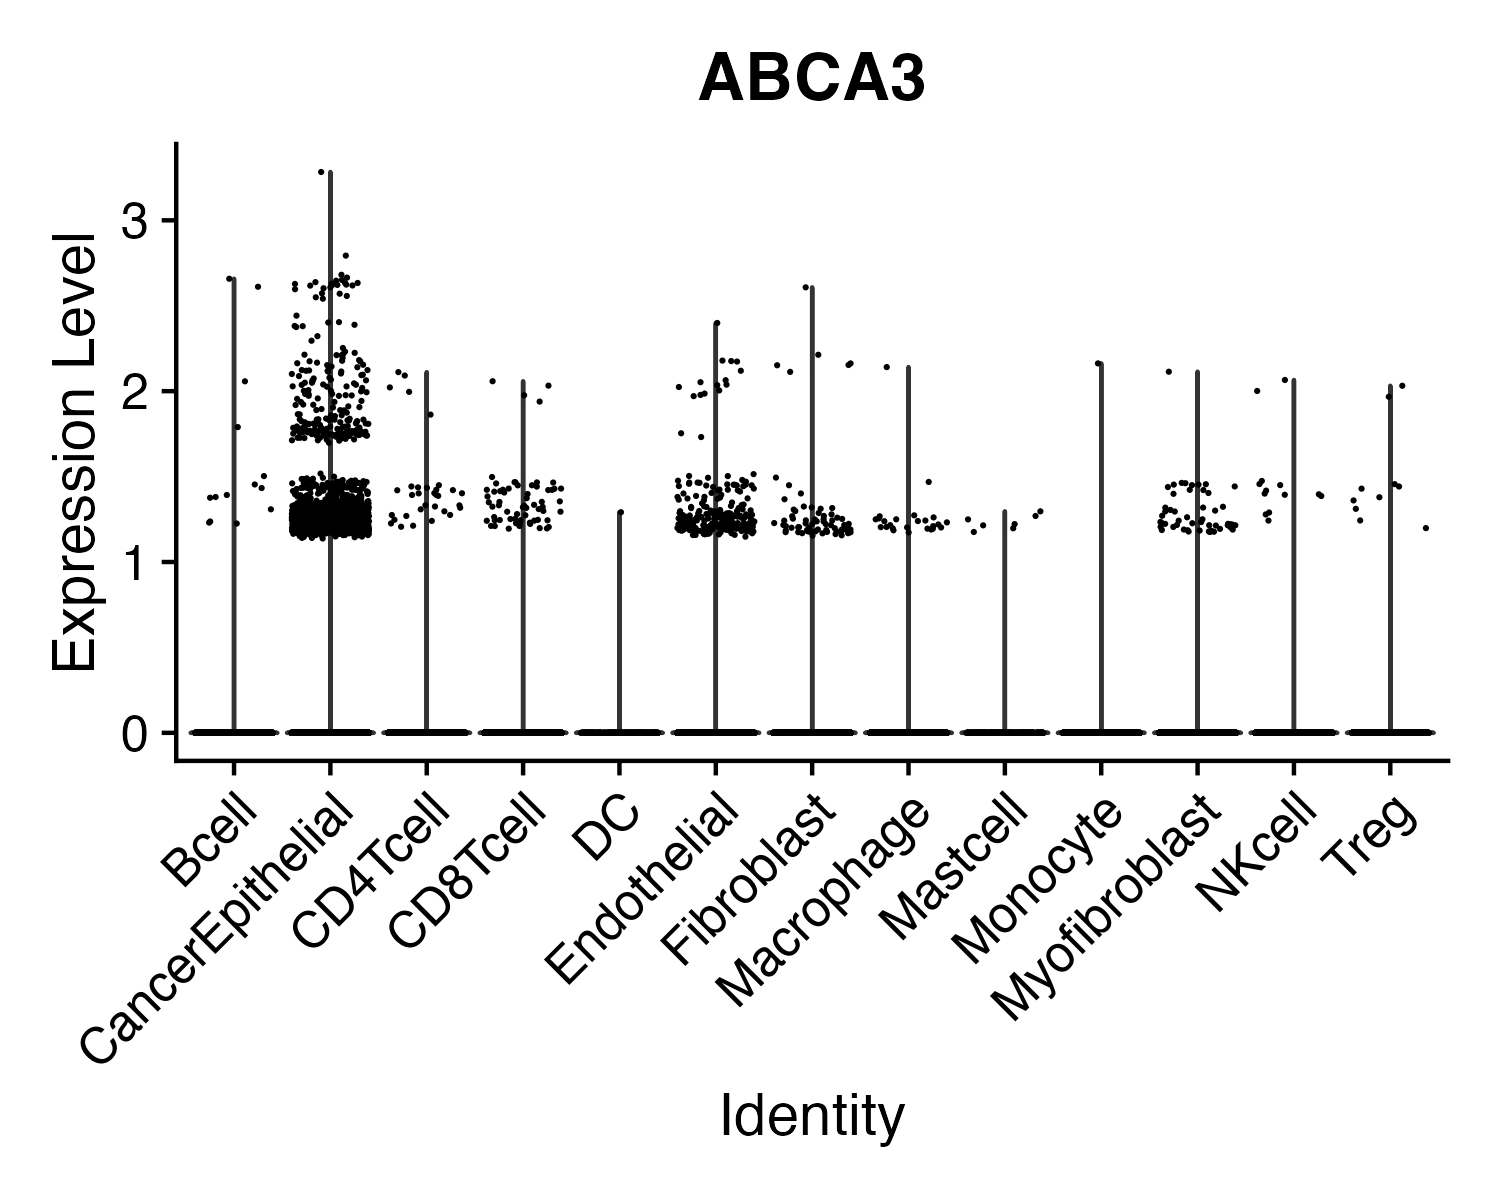 ABCA3
Expression Level
3
2
1
0
Bcell
CancerEpithelial
CD4Tcell
CD8Tcell
DC
Endothelial
Fibroblast
Macrophage
Mastcell
Monocyte
Myofibroblast
NKcell
Treg
Identity